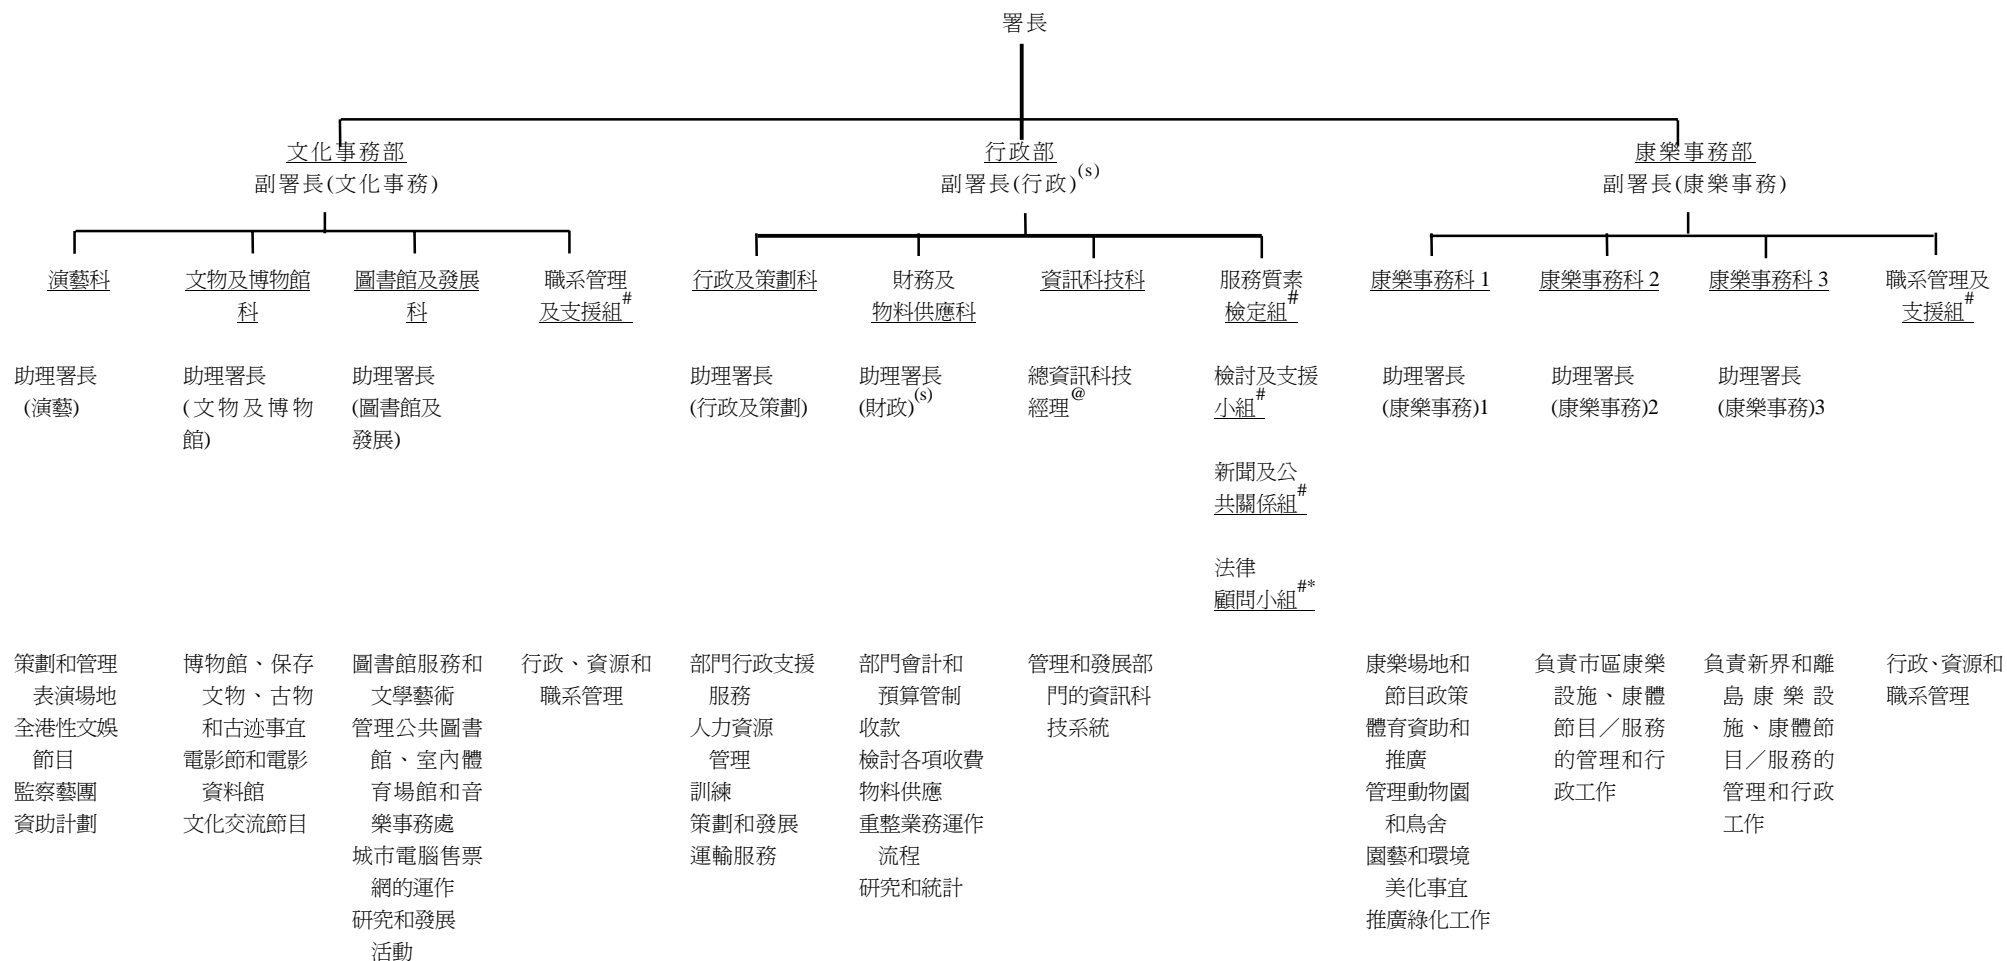 署長
文化事務部
副署長(文化事務)
行政部
副署長(行政)(s)
康樂事務部
副署長(康樂事務)
演藝科
文物及博物館
科
圖書館及發展
科
職系管理
及支援組#
行政及策劃科
財務及
物料供應科
資訊科技科
服務質素
檢定組#
康樂事務科 1
康樂事務科 2
康樂事務科 3
職系管理及
支援組#
助理署長
(演藝)
助理署長
(文物及博物
館)
助理署長
(圖書館及
發展)
助理署長
(行政及策劃)
助理署長
(財政)(s)
總資訊科技
經理@
檢討及支援
小組#
新聞及公
共關係組#
法律
顧問小組#*
助理署長
(康樂事務)1
助理署長
(康樂事務)2
助理署長
(康樂事務)3
策劃和管理
表演場地
全港性文娛
節目
監察藝團
資助計劃
博物館、保存
文物、古物
和古迹事宜
電影節和電影
資料館
文化交流節目
圖書館服務和
文學藝術
管理公共圖書
館、室內體
育場館和音
樂事務處
城市電腦售票
網的運作
研究和發展
活動
行政、資源和
職系管理
部門行政支援
服務
人力資源
管理
訓練
策劃和發展
運輸服務
部門會計和
預算管制
收款
檢討各項收費
物料供應
重整業務運作
流程
研究和統計
管理和發展部
門的資訊科
技系統
康樂場地和
節目政策
體育資助和
推廣
管理動物園
和鳥舍
園藝和環境
美化事宜
推廣綠化工作
負責市區康樂
設施、康體
節目／服務
的管理和行
政工作
負責新界和離
島康樂設
施、康體節
目／服務的
管理和行政
工作
行政、資源和
職系管理